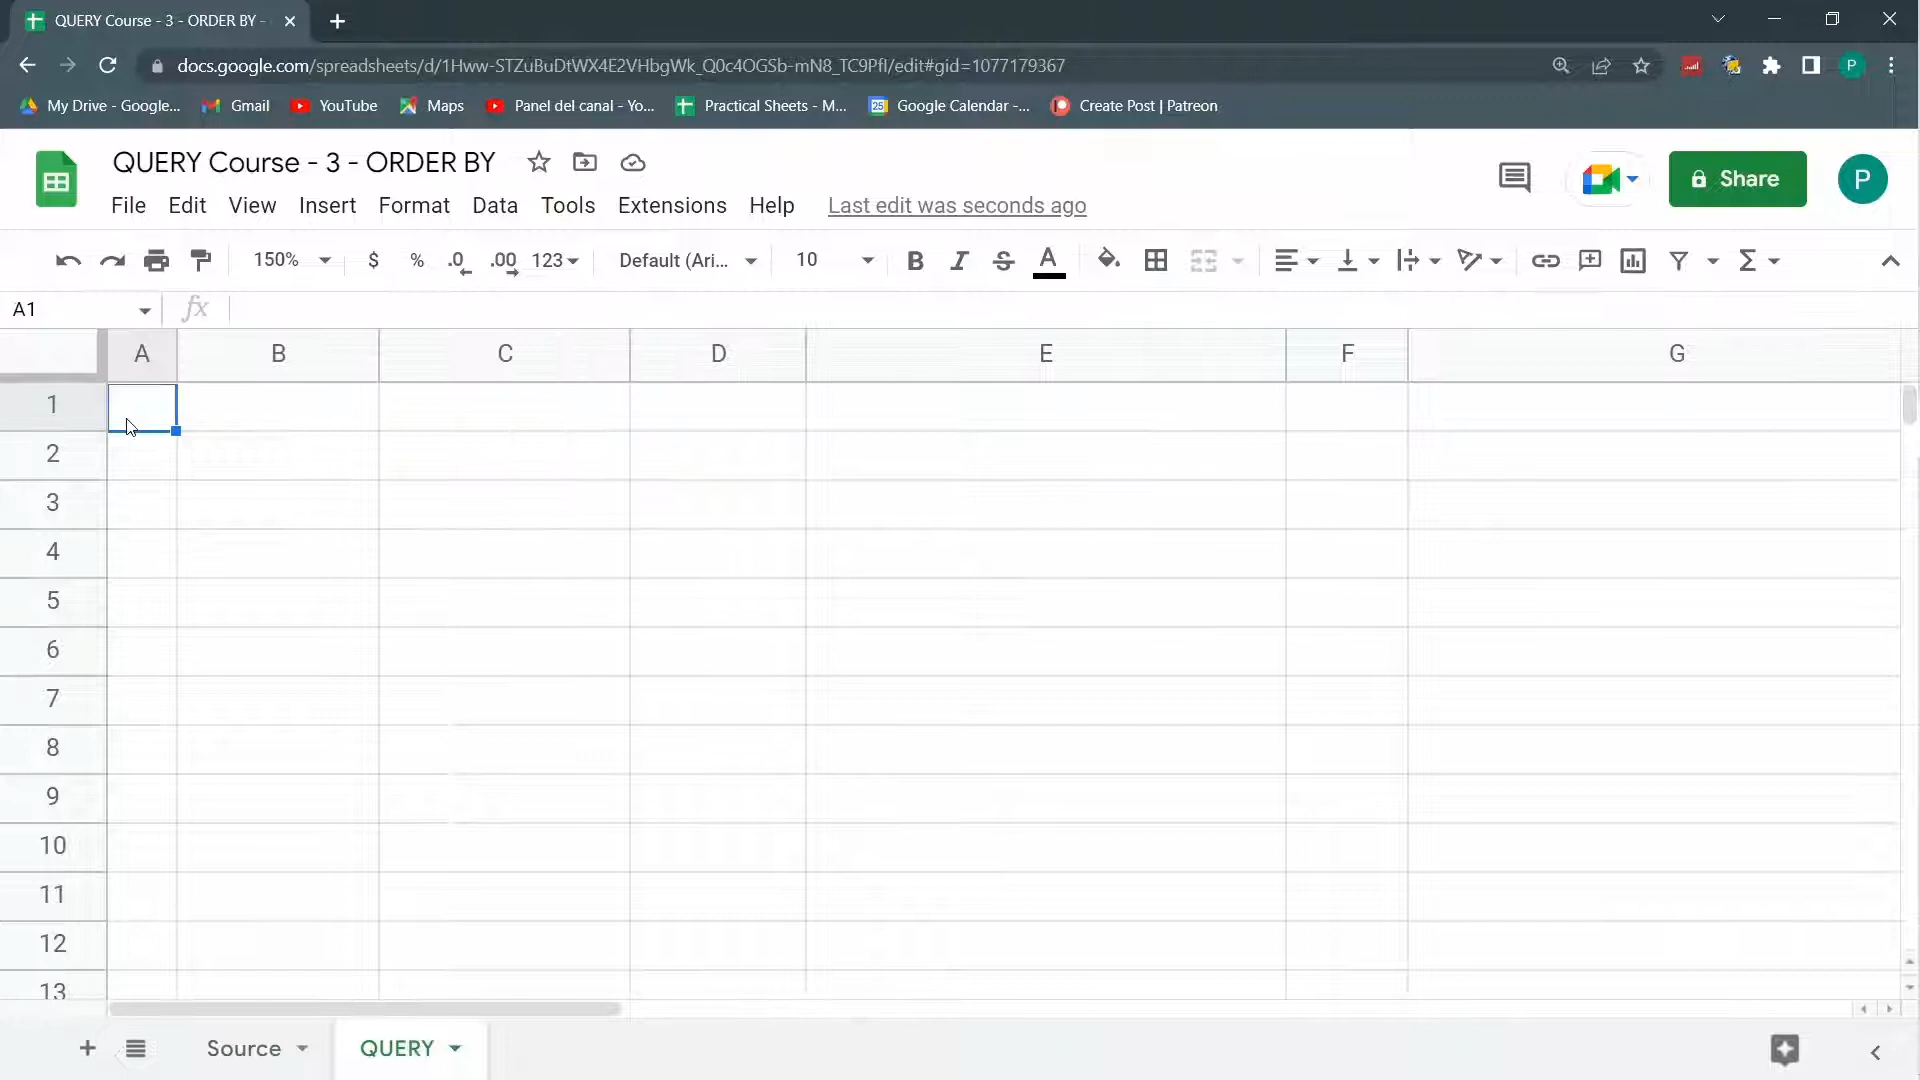 QUERY Course - 3 - ORDER BY -
docs.google.com/spreadsheets/d/1Hww-STZuBuDtWX4E2VHbgWk_Q0c4OGSb-mN8_TC9PfI/edit#gid=1077179367
P
My Drive - Google...
Gmail
YouTube
Maps
Panel del canal - Yo...
Practical Sheets - M...
25
Google Calendar -...
Create Post | Patreon
QUERY Course - 3 - ORDER BY
Share
P
File Edit View Insert Format Data Tools Extensions Help Last edit was seconds ago
150% $ % .0 .00 123 Default (Ari... 10 B I S A Σ
A1 fx
A B C D E F G
1
2
3
4
5
6
7
8
9
10
11
12
13
+ Source QUERY